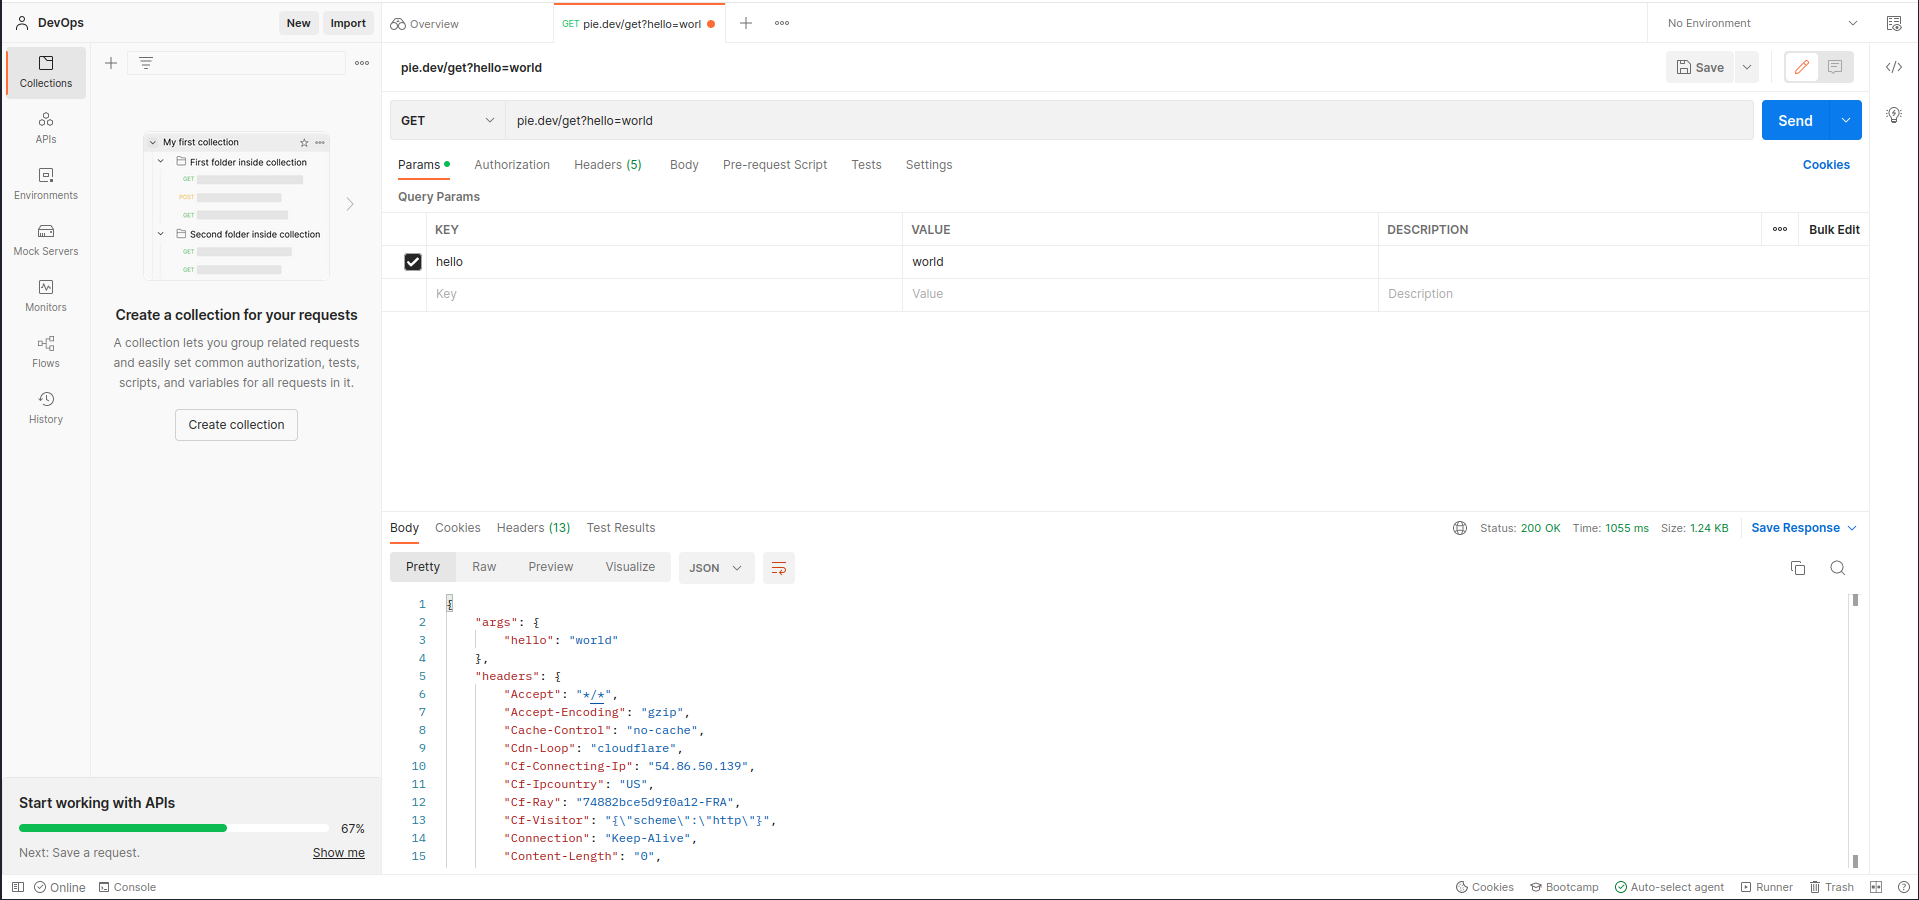 DevOps
New
Import
Overview
GET pie.dev/get?hello=worl
No Environment
Collections
APIs
Environments
Mock Servers
Monitors
Flows
History
My first collection
First folder inside collection
GET
POST
GET
Second folder inside collection
GET
GET
Create a collection for your requests
A collection lets you group related requests
and easily set common authorization, tests,
scripts, and variables for all requests in it.
Create collection
Start working with APIs
67%
Next: Save a request.
Show me
pie.dev/get?hello=world
Save
GET
pie.dev/get?hello=world
Send
Params
Authorization
Headers (5)
Body
Pre-request Script
Tests
Settings
Cookies
Query Params
KEY
VALUE
DESCRIPTION
Bulk Edit
hello
world
Key
Value
Description
Body
Cookies
Headers (13)
Test Results
Status: 200 OK
Time: 1055 ms
Size: 1.24 KB
Save Response
Pretty
Raw
Preview
Visualize
JSON
1 {
2 "args": {
3 "hello": "world"
4 },
5 "headers": {
6 "Accept": "*/*",
7 "Accept-Encoding": "gzip",
8 "Cache-Control": "no-cache",
9 "Cdn-Loop": "cloudflare",
10 "Cf-Connecting-Ip": "54.86.50.139",
11 "Cf-Ipcountry": "US",
12 "Cf-Ray": "74882bce5d9f0a12-FRA",
13 "Cf-Visitor": "{\"scheme\":\"http\"}",
14 "Connection": "Keep-Alive",
15 "Content-Length": "0",
Online
Console
Cookies
Bootcamp
Auto-select agent
Runner
Trash